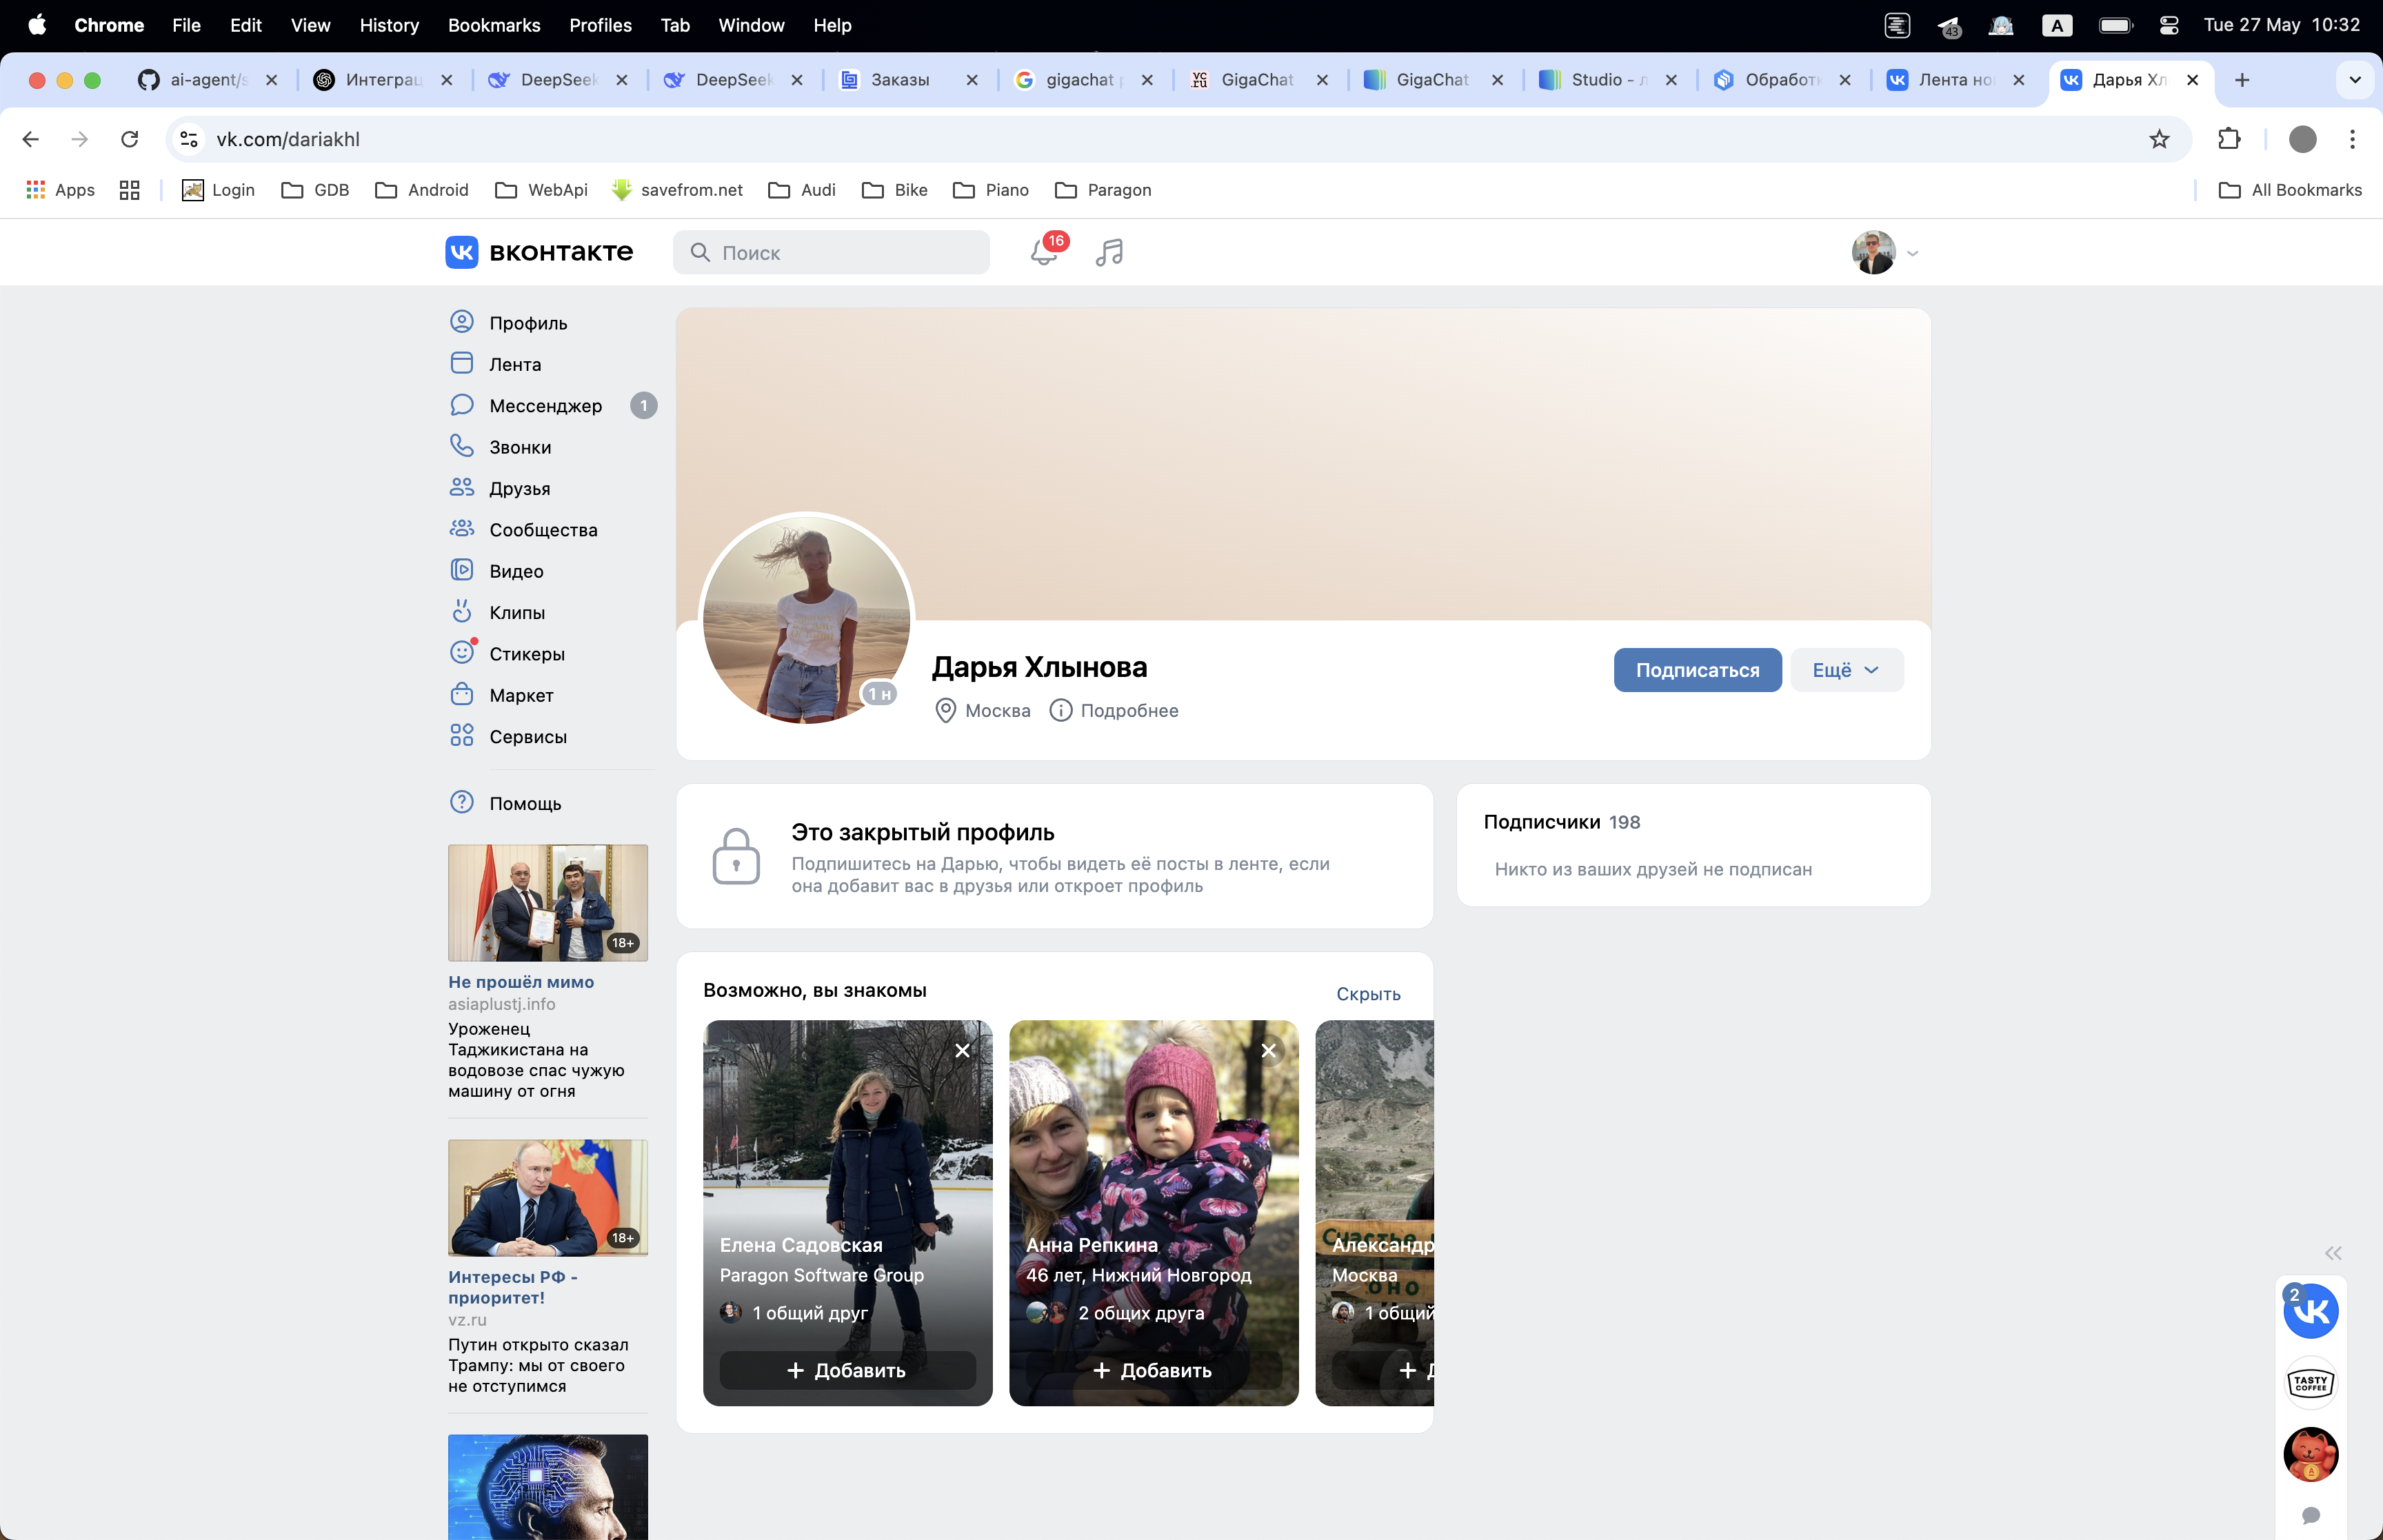 Chrome File Edit View History Bookmarks Profiles Tab Window Help 43 A Tue 27 May 10:32
ai-agent/s Интеграц DeepSeek DeepSeek Заказы gigachat p GigaChat GigaChat Studio - л Обработк Лента но Дарья Хл
vk.com/dariakhl
Apps Login GDB Android WebApi savefrom.net Audi Bike Piano Paragon All Bookmarks
вконтакте Поиск 16
Профиль
Лента
Мессенджер 1
Звонки
Друзья
Сообщества
Видео
Клипы
Стикеры
Маркет
Сервисы
Помощь
18+
Не прошёл мимо
asiaplustj.info
Уроженец
Таджикистана на
водовозе спас чужую
машину от огня
18+
Интересы РФ -
приоритет!
vz.ru
Путин открыто сказал
Трампу: мы от своего
не отступимся
1 н
Дарья Хлынова
Москва Подробнее
Подписаться Ещё
Это закрытый профиль
Подпишитесь на Дарью, чтобы видеть её посты в ленте, если
она добавит вас в друзья или откроет профиль
Подписчики 198
Никто из ваших друзей не подписан
Возможно, вы знакомы Скрыть
Елена Садовская
Paragon Software Group
1 общий друг
+ Добавить
Анна Репкина
46 лет, Нижний Новгород
2 общих друга
+ Добавить
Счастье
оно
Александр
Москва
1 общий
2
TASTY
COFFEE